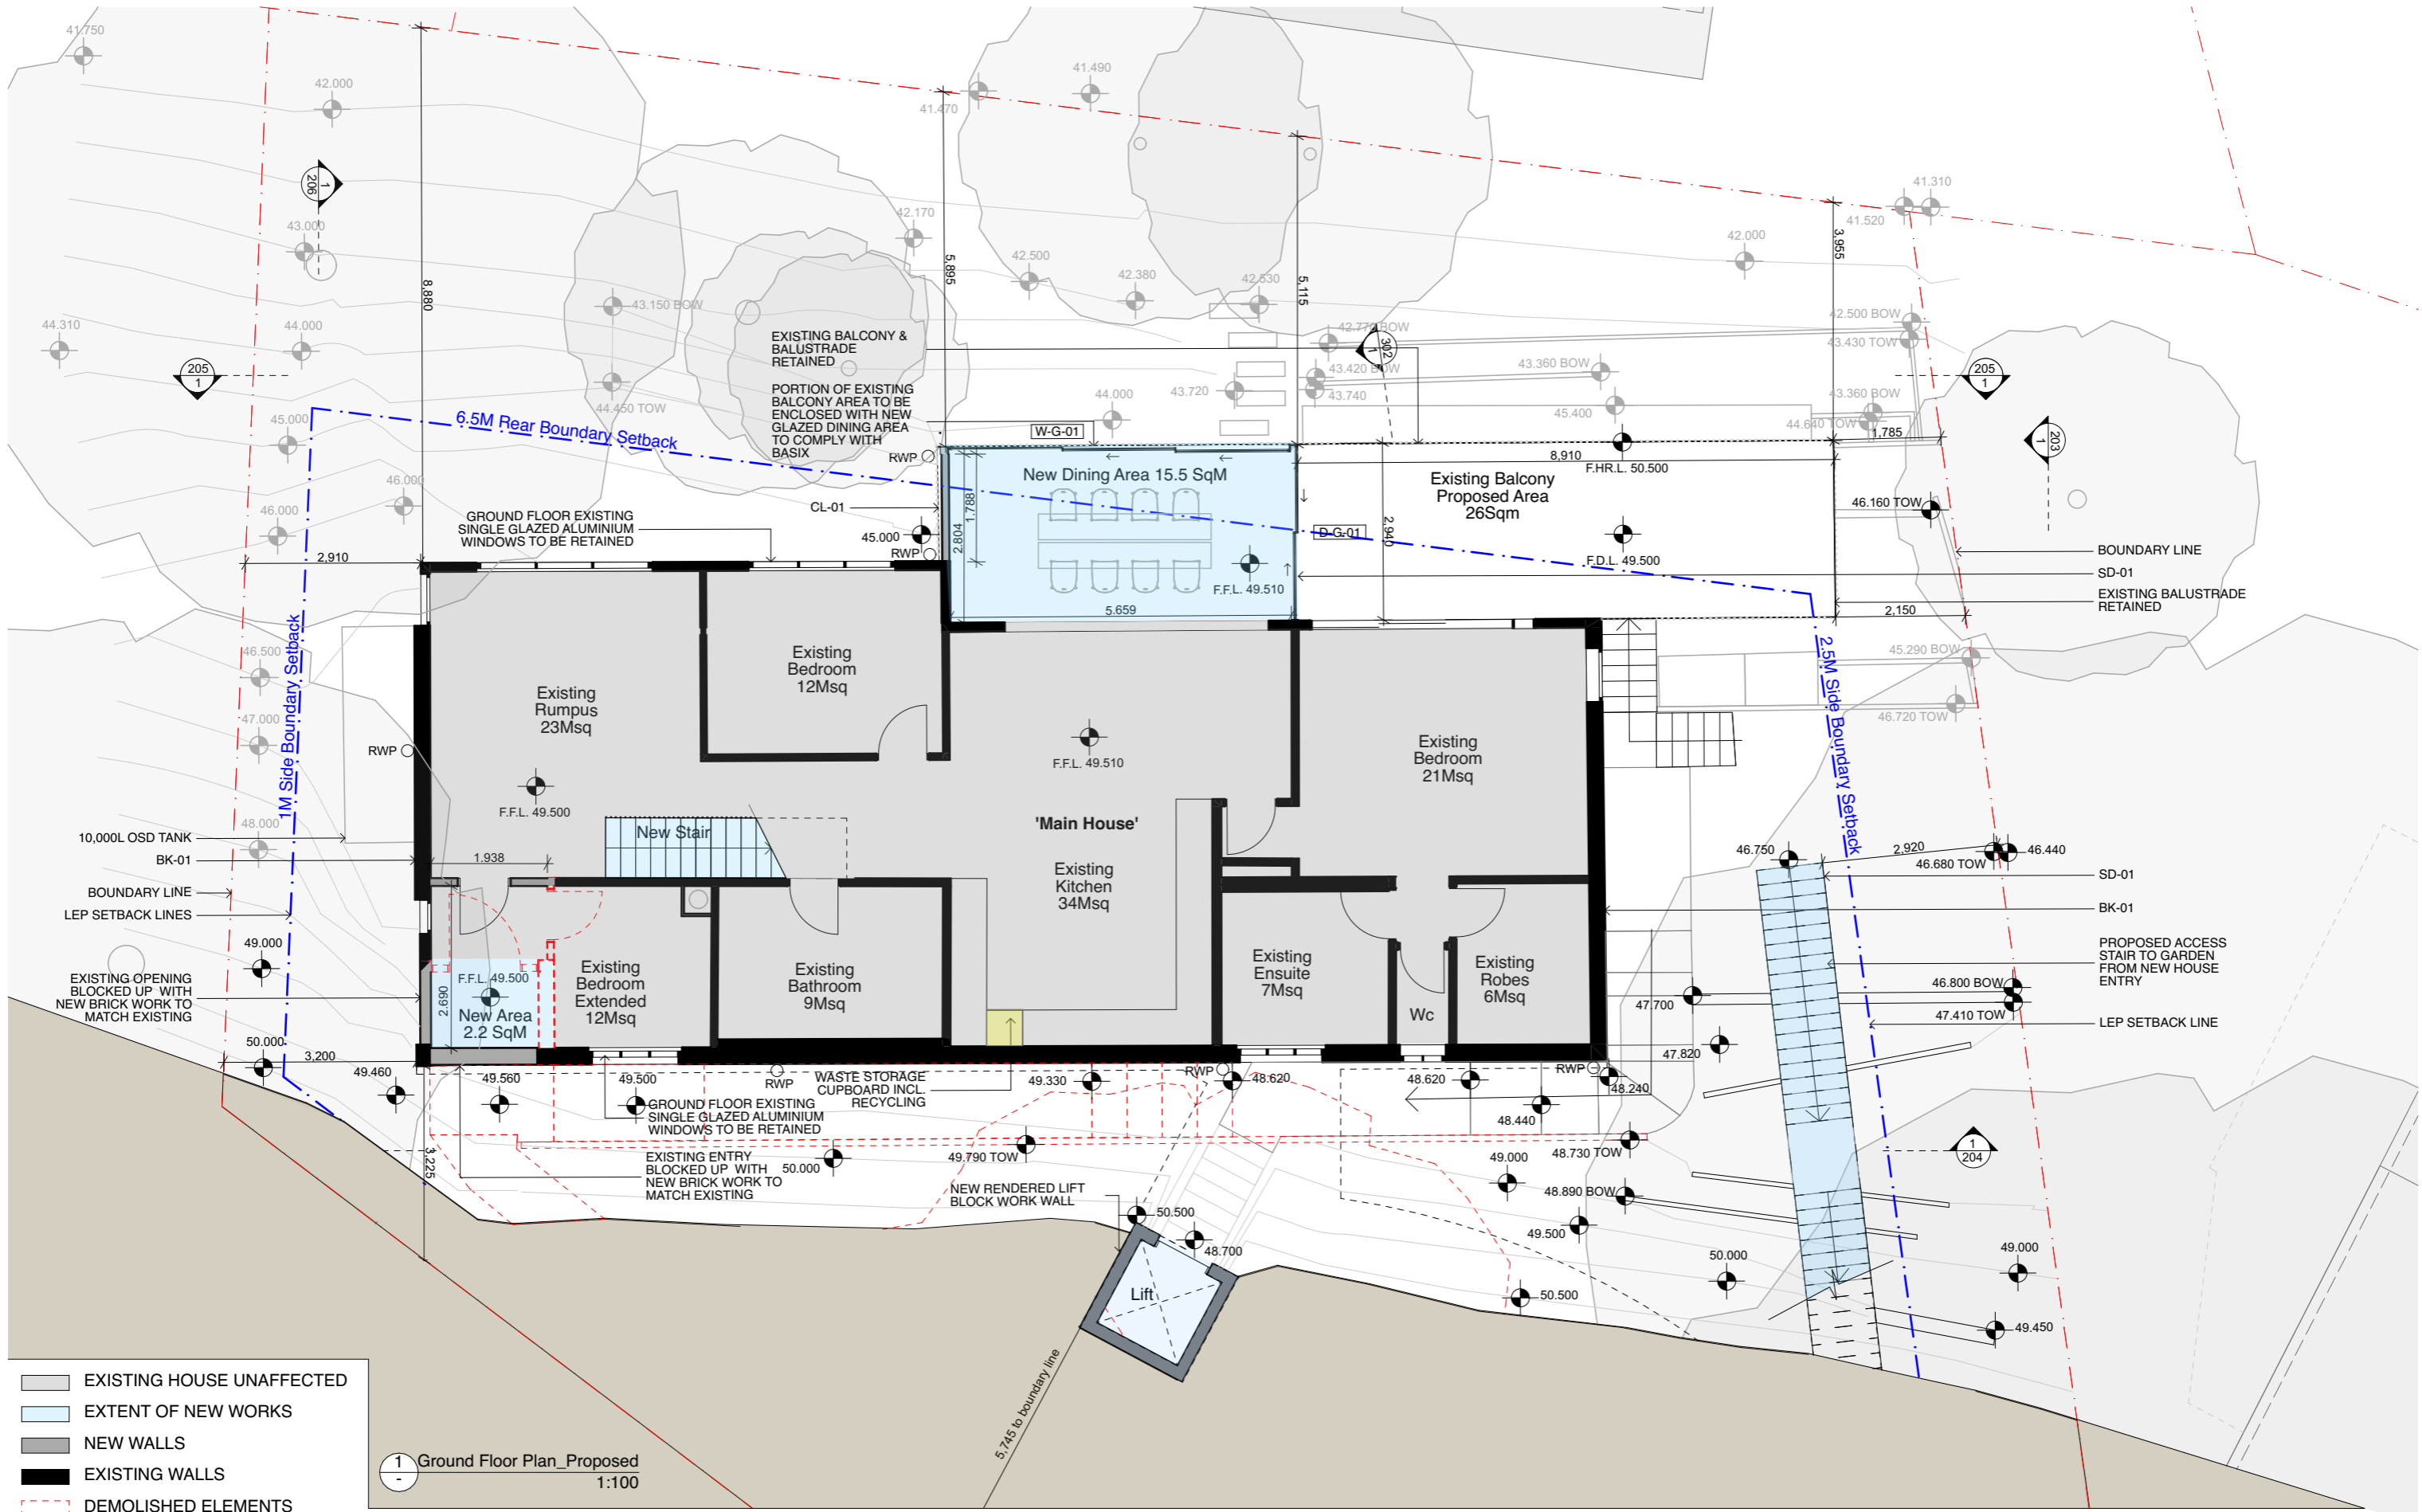 41.750
42.000
41.470
41.490
1
206
43.000
42.170
42.500
42.380
42.530
42.000
41.520
41.310
3,955
8,880
5,895
5,115
43.150 BOW
44.310
44.000
205
1
EXISTING BALCONY &
BALUSTRADE
RETAINED
PORTION OF EXISTING
BALCONY AREA TO BE
ENCLOSED WITH NEW
GLAZED DINING AREA
TO COMPLY WITH
BASIX
42.770 BOW
302
1
43.420 BOW
43.740
43.720
44.000
43.360 BOW
45.400
42.500 BOW
43.430 TOW
43.360 BOW
44.640 TOW
205
1
203
1
44.450 TOW
45.000
6.5M Rear Boundary Setback
W-G-01
RWP
1,785
8,910
F.HR.L. 50.500
New Dining Area 15.5 SqM
Existing Balcony
Proposed Area
26Sqm
46.000
46.000
CL-01
1.788
2.804
2,940
46.160 TOW
GROUND FLOOR EXISTING
SINGLE GLAZED ALUMINIUM
WINDOWS TO BE RETAINED
45.000
RWP
D-G-01
F.D.L. 49.500
F.F.L. 49.510
5.659
BOUNDARY LINE
SD-01
EXISTING BALUSTRADE
RETAINED
2,910
2,150
46.500
47.000
48.000
1M Side Boundary Setback
2.5M Side Boundary Setback
45.290 BOW
46.720 TOW
Existing
Rumpus
23Msq
Existing
Bedroom
12Msq
Existing
Bedroom
21Msq
RWP
F.F.L. 49.500
F.F.L. 49.510
'Main House'
New Stair
10,000L OSD TANK
BK-01
BOUNDARY LINE
LEP SETBACK LINES
1.938
Existing
Kitchen
34Msq
46.750
2,920
46.680 TOW
46.440
SD-01
BK-01
PROPOSED ACCESS
STAIR TO GARDEN
FROM NEW HOUSE
ENTRY
LEP SETBACK LINE
49.000
EXISTING OPENING
BLOCKED UP WITH
NEW BRICK WORK TO
MATCH EXISTING
F.F.L. 49.500
2.690
New Area
2.2 SqM
Existing
Bedroom
Extended
12Msq
Existing
Bathroom
9Msq
Existing
Ensuite
7Msq
Wc
Existing
Robes
6Msq
47.700
46.800 BOW
47.410 TOW
47.820
50.000
3,200
49.460
49.560
49.500
RWP
WASTE STORAGE
CUPBOARD INCL.
RECYCLING
49.330
RWP
48.620
48.620
RWP
48.240
48.440
GROUND FLOOR EXISTING
SINGLE GLAZED ALUMINIUM
WINDOWS TO BE RETAINED
3,225
EXISTING ENTRY
BLOCKED UP WITH
NEW BRICK WORK TO
MATCH EXISTING
50.000
49.790 TOW
NEW RENDERED LIFT
BLOCK WORK WALL
50.500
48.700
49.000
48.730 TOW
48.890 BOW
49.500
1
204
50.000
49.000
50.500
49.450
Lift
5,745 to boundary line
EXISTING HOUSE UNAFFECTED
EXTENT OF NEW WORKS
NEW WALLS
EXISTING WALLS
DEMOLISHED ELEMENTS
1
-
Ground Floor Plan_Proposed
1:100